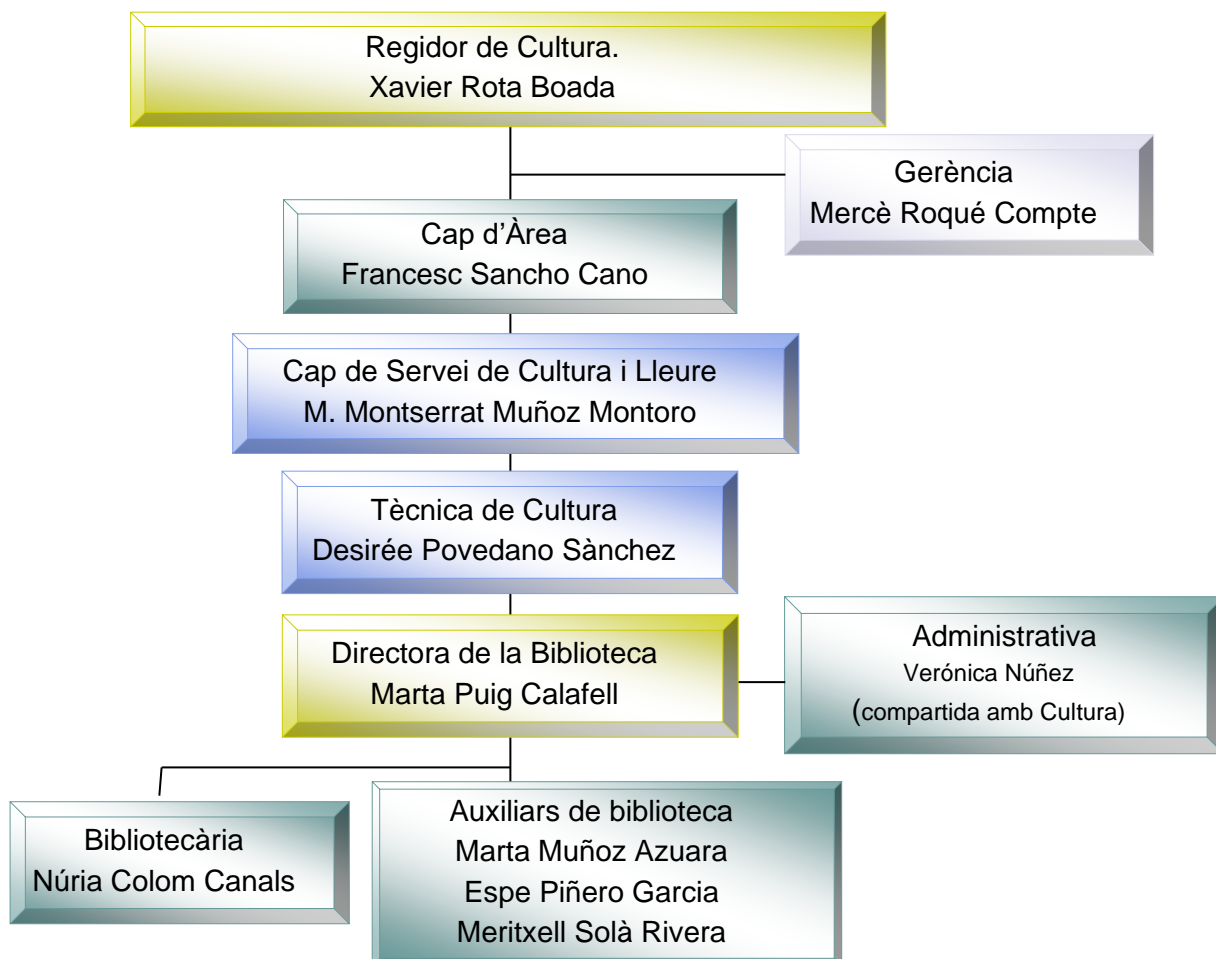 Regidor de Cultura.
Xavier Rota Boada
Gerència
Mercè Roqué Compte
Cap d’Àrea
Francesc Sancho Cano
Cap de Servei de Cultura i Lleure
M. Montserrat Muñoz Montoro
Tècnica de Cultura
Desirée Povedano Sànchez
Directora de la Biblioteca
Marta Puig Calafell
Administrativa
Verónica Núñez
(compartida amb Cultura)
Bibliotecària
Núria Colom Canals
Auxiliars de biblioteca
Marta Muñoz Azuara
Espe Piñero Garcia
Meritxell Solà Rivera